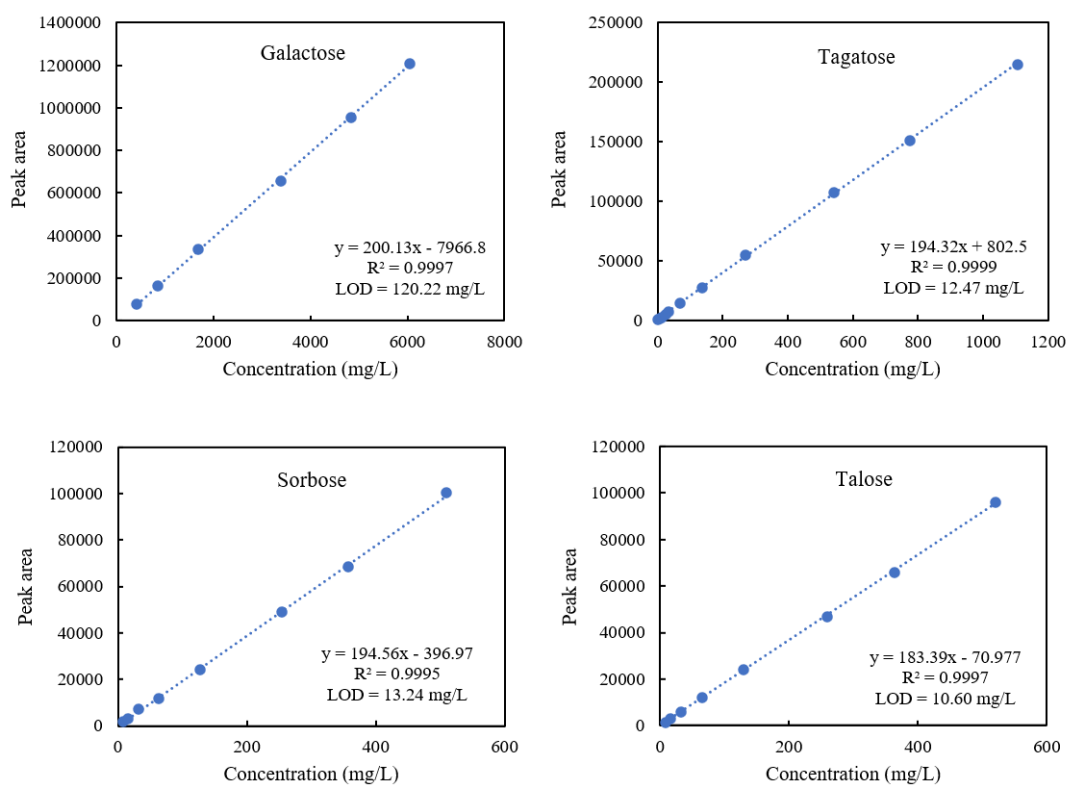 Galactose
Peak area
1400000
1200000
1000000
800000
600000
400000
200000
0
y = 200.13x - 7966.8
R² = 0.9997
LOD = 120.22 mg/L
0 2000 4000 6000 8000
Concentration (mg/L)
Tagatose
Peak area
250000
200000
150000
100000
50000
0
y = 194.32x + 802.5
R² = 0.9999
LOD = 12.47 mg/L
0 200 400 600 800 1000 1200
Concentration (mg/L)
Sorbose
Peak area
120000
100000
80000
60000
40000
20000
0
y = 194.56x - 396.97
R² = 0.9995
LOD = 13.24 mg/L
0 200 400 600
Concentration (mg/L)
Talose
Peak area
120000
100000
80000
60000
40000
20000
0
y = 183.39x - 70.977
R² = 0.9997
LOD = 10.60 mg/L
0 200 400 600
Concentration (mg/L)